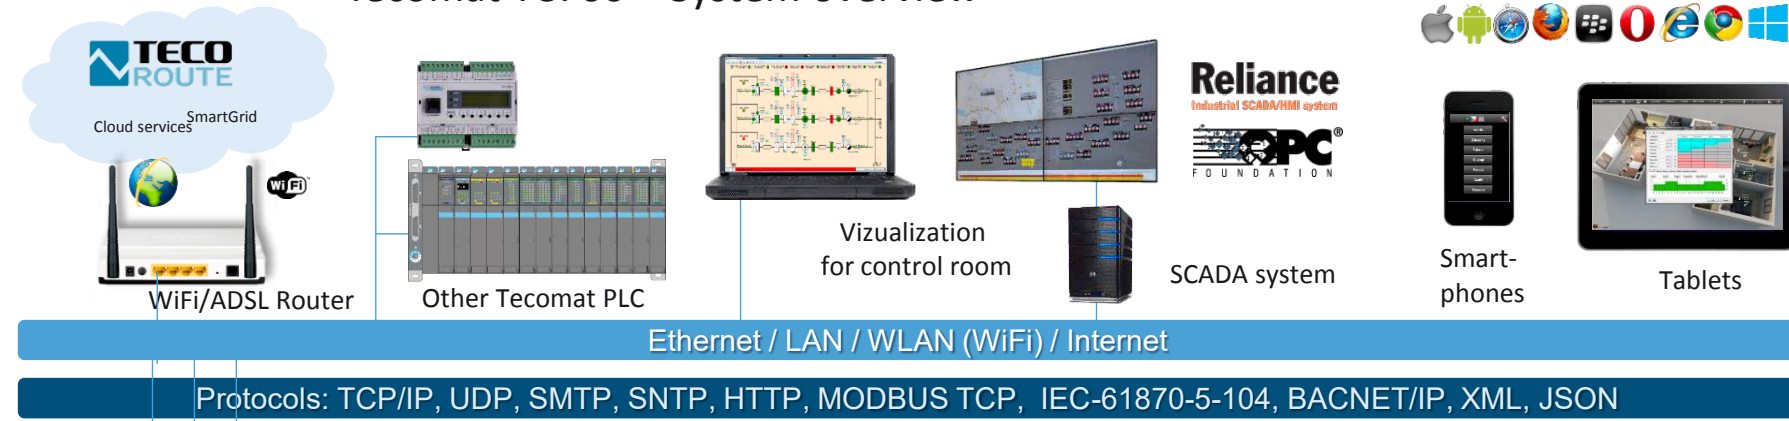 TECO
ROUTE
SmartGrid
Cloud services
Wi Fi
WiFi/ADSL Router
Other Tecomat PLC
Vizualization
for control room
Reliance
Industrial SCADA/HMI system
OPC®
FOUNDATION
SCADA system
Smart-
phones
Tablets
Ethernet / LAN / WLAN (WiFi) / Internet
Protocols: TCP/IP, UDP, SMTP, SNTP, HTTP, MODBUS TCP, IEC-61870-5-104, BACNET/IP, XML, JSON